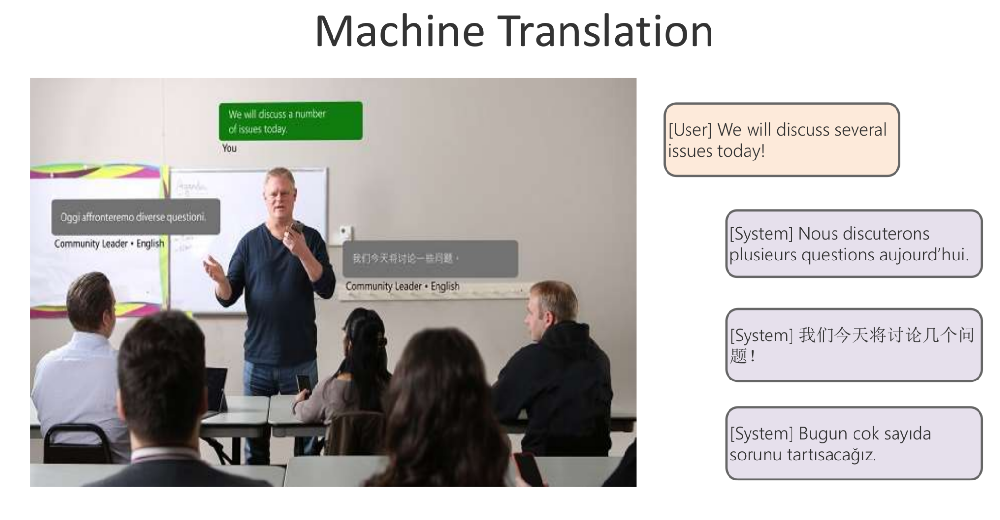 Machine Translation
We will discuss a number
of issues today.
You
Agenda
Oggi affronteremo diverse questioni.
Community Leader • English
我们今天将讨论一些问题。
Community Leader • English
[User] We will discuss several
issues today!
[System] Nous discuterons
plusieurs questions aujourd’hui.
[System] 我们今天将讨论几个问
题！
[System] Bugun cok sayıda
sorunu tartısacağız.